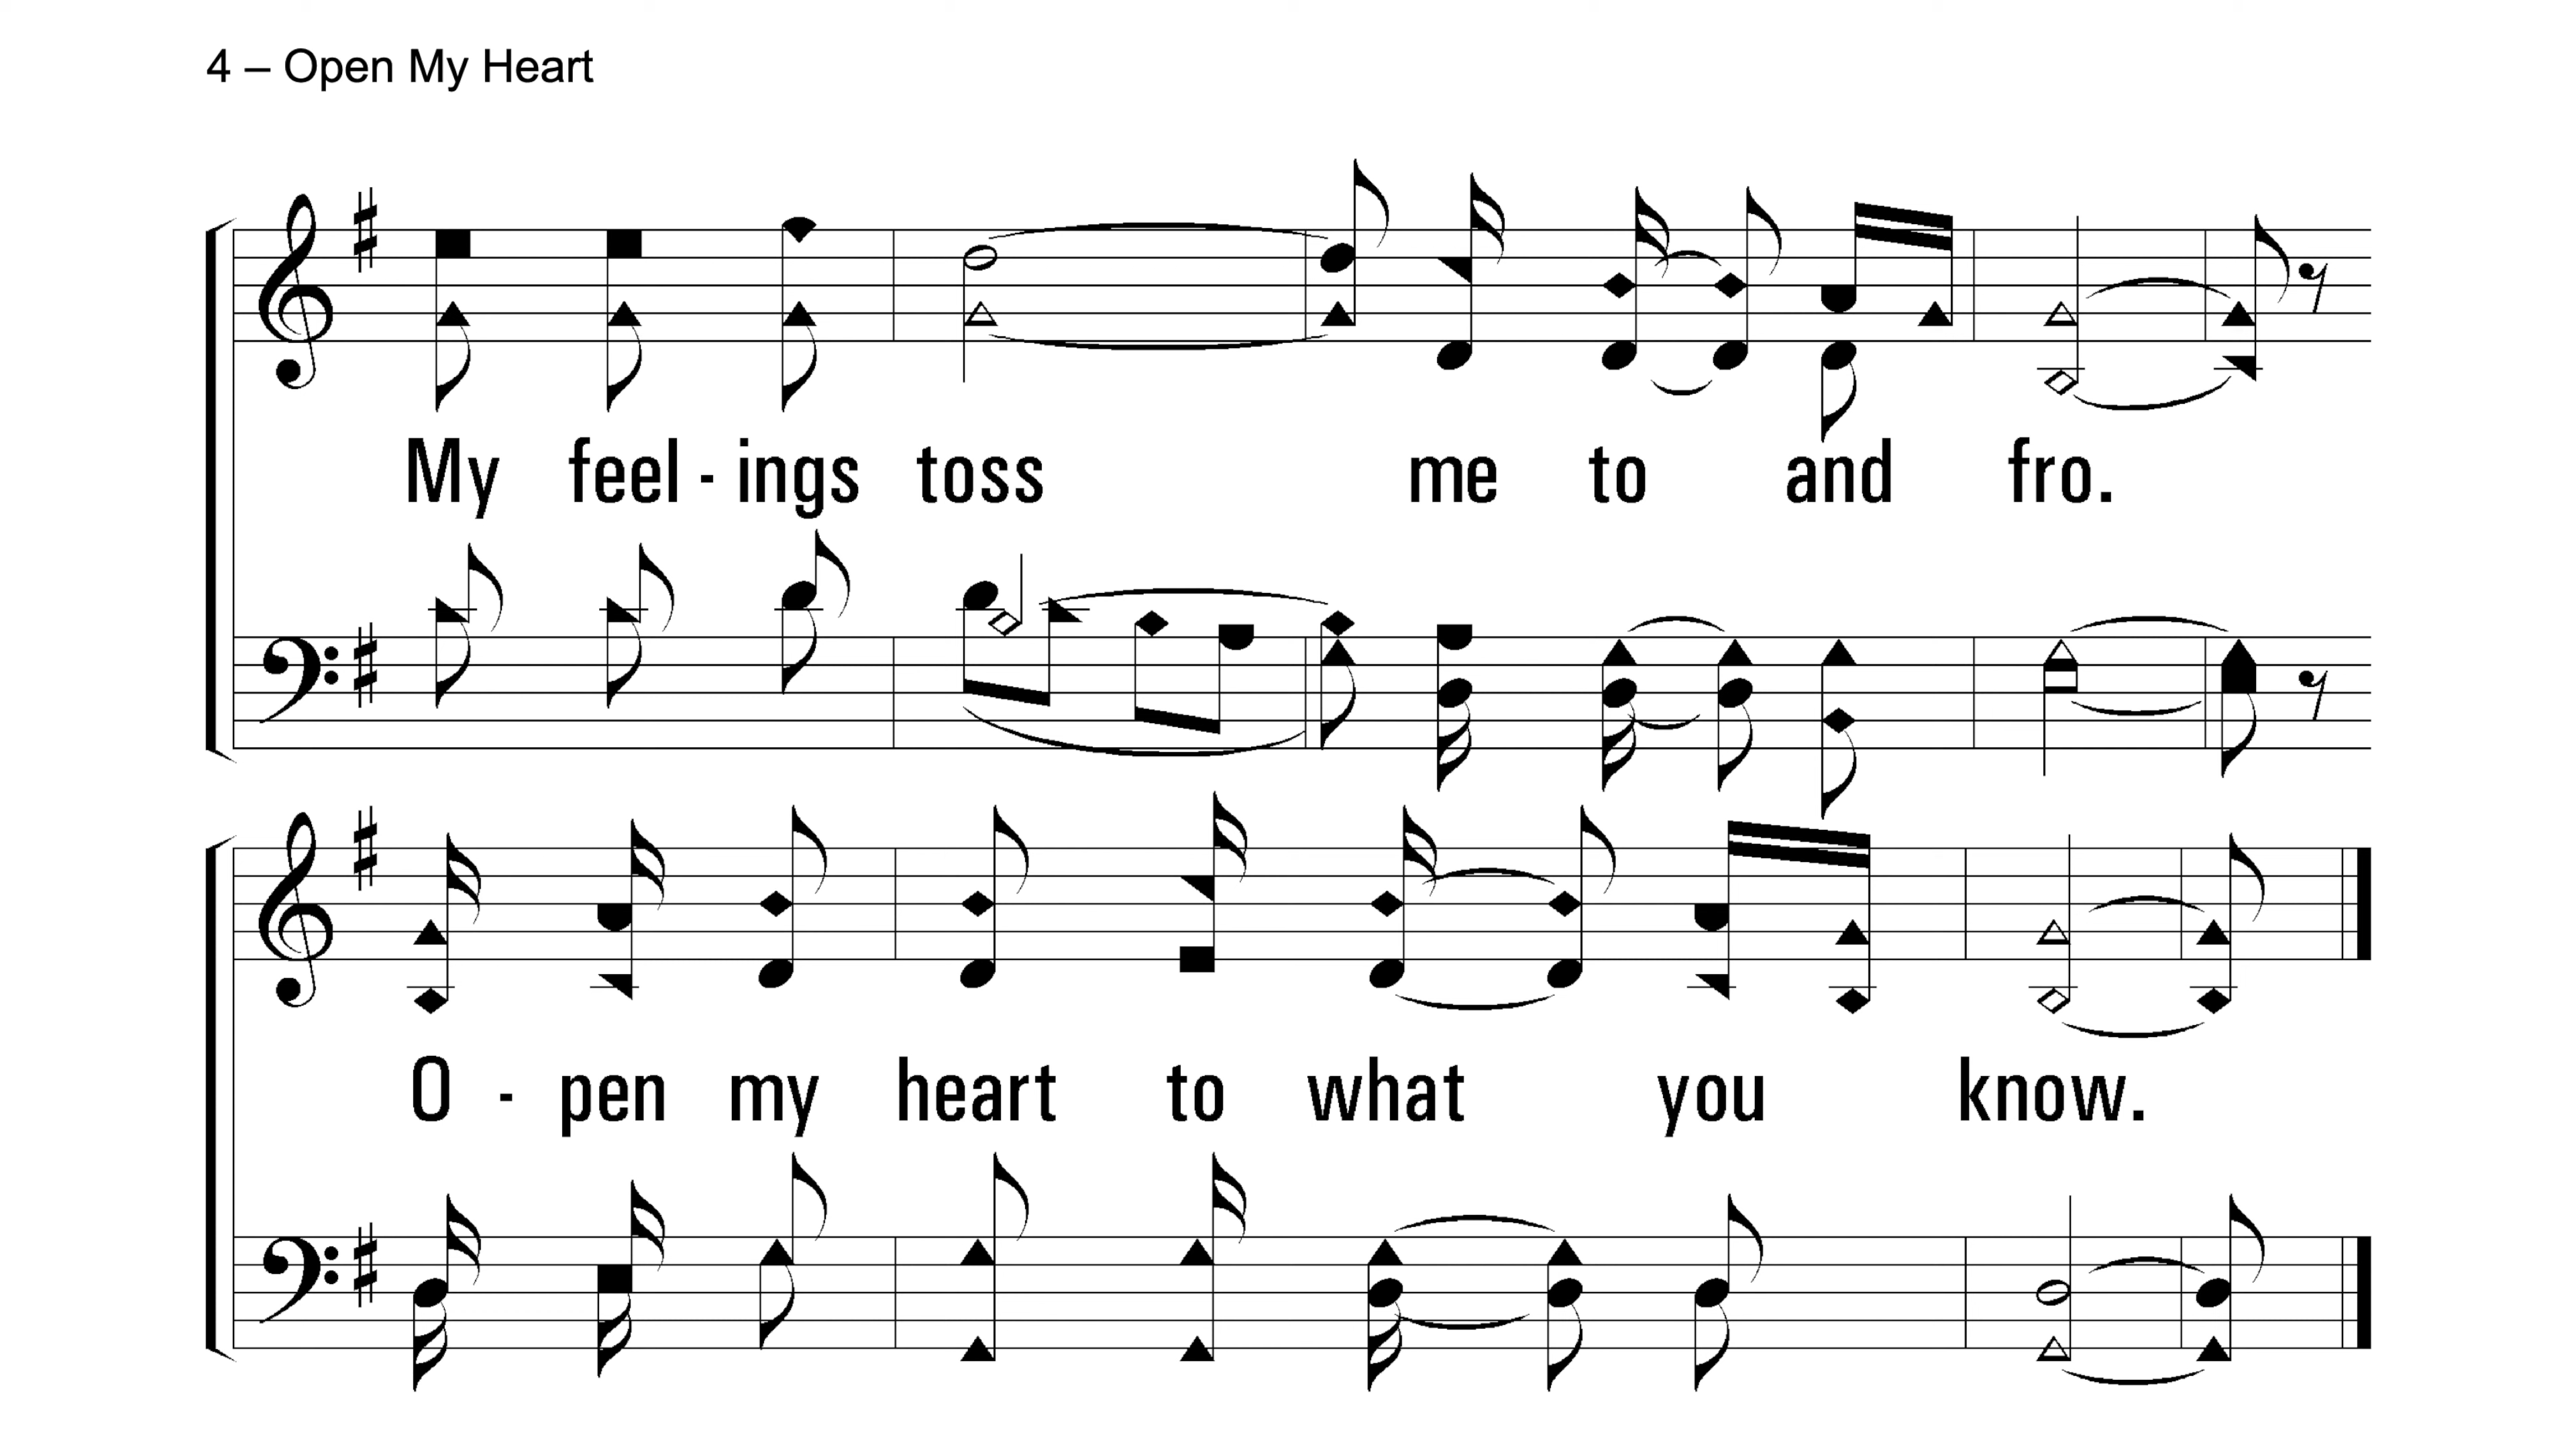 4 – Open My Heart
My feel - ings toss me to and fro.
O - pen my heart to what you know.